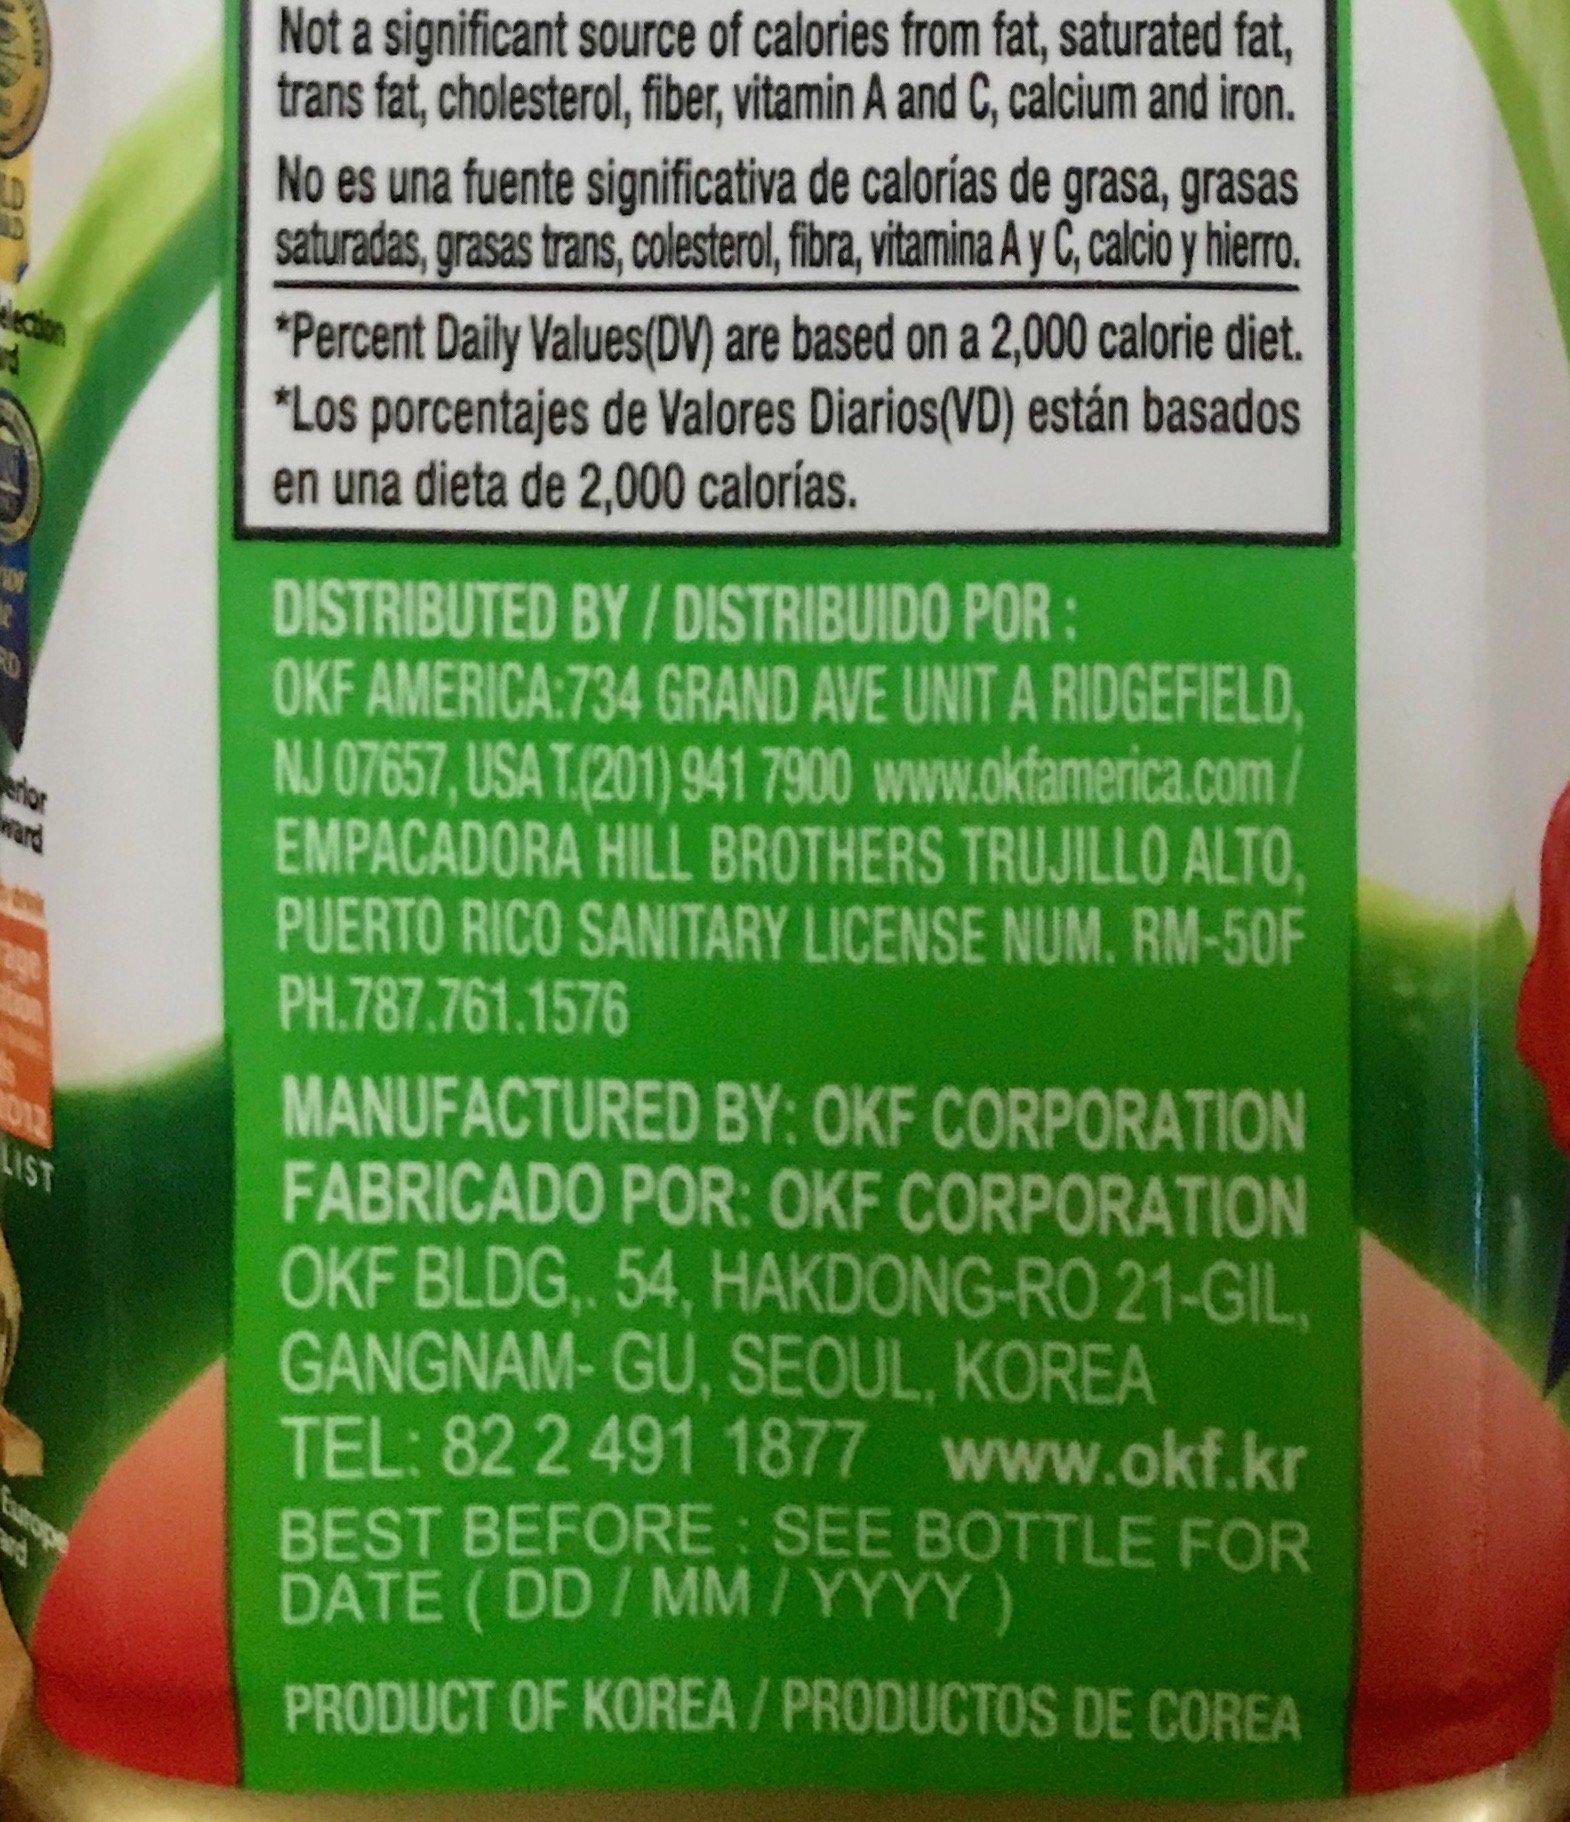 Not a significant source of calories from fat, saturated fat,
trans fat, cholesterol, fiber, vitamin A and C, calcium and iron.
No es una fuente significativa de calorías de grasa, grasas
saturadas, grasas trans, colesterol, fibra, vitamina A y C, calcio y hierro.
*Percent Daily Values(DV) are based on a 2,000 calorie diet.
*Los porcentajes de Valores Diarios(VD) están basados
en una dieta de 2,000 calorías.
DISTRIBUTED BY / DISTRIBUIDO POR :
OKF AMERICA:734 GRAND AVE UNIT A RIDGEFIELD,
NJ 07657, USA T.(201) 941 7900 www.okfamerica.com /
EMPACADORA HILL BROTHERS TRUJILLO ALTO,
PUERTO RICO SANITARY LICENSE NUM. RM-50F
PH.787.761.1576
MANUFACTURED BY: OKF CORPORATION
FABRICADO POR: OKF CORPORATION
OKF BLDG,. 54, HAKDONG-RO 21-GIL,
GANGNAM- GU, SEOUL, KOREA
TEL: 82 2 491 1877 www.okf.kr
BEST BEFORE : SEE BOTTLE FOR
DATE ( DD / MM / YYYY )
PRODUCT OF KOREA / PRODUCTOS DE COREA